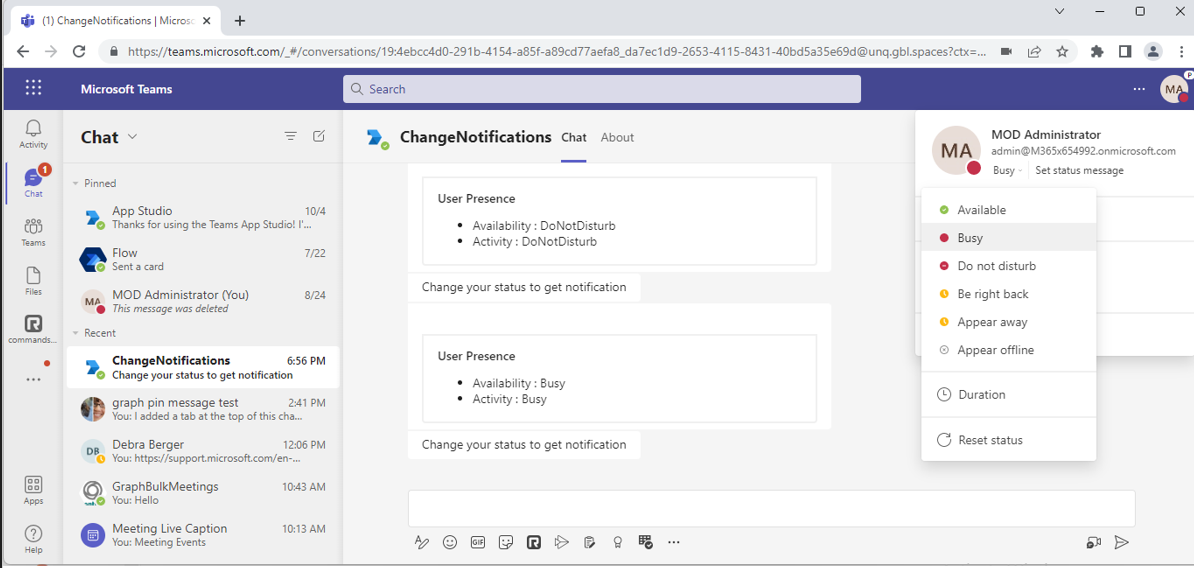 (1) ChangeNotifications | Micros
https://teams.microsoft.com/_#/conversations/19:4ebcc4d0-291b-4154-a85f-a89cd77aefa8_da7ec1d9-2653-4115-8431-40bd5a35e69d@unq.gbl.spaces?ctx=...
Microsoft Teams
Search
MA
P
Activity
1
Chat
Teams
Files
commands...
Apps
Help
Chat
Pinned
App Studio 10/4
Thanks for using the Teams App Studio! I'...
Flow 7/22
Sent a card
MA
MOD Administrator (You) 8/24
This message was deleted
Recent
ChangeNotifications 6:56 PM
Change your status to get notification
graph pin message test 2:41 PM
You: I added a tab at the top of this cha...
DB
Debra Berger 12:06 PM
You: https://support.microsoft.com/en-...
GraphBulkMeetings 10:43 AM
You: Hello
Meeting Live Caption 10:13 AM
You: Meeting Events
ChangeNotifications Chat About
User Presence
Availability : DoNotDisturb
Activity : DoNotDisturb
Change your status to get notification
User Presence
Availability : Busy
Activity : Busy
Change your status to get notification
GIF
MA
MOD Administrator
admin@M365x654992.onmicrosoft.com
Busy Set status message
Available
Busy
Do not disturb
Be right back
Appear away
Appear offline
Duration
Reset status